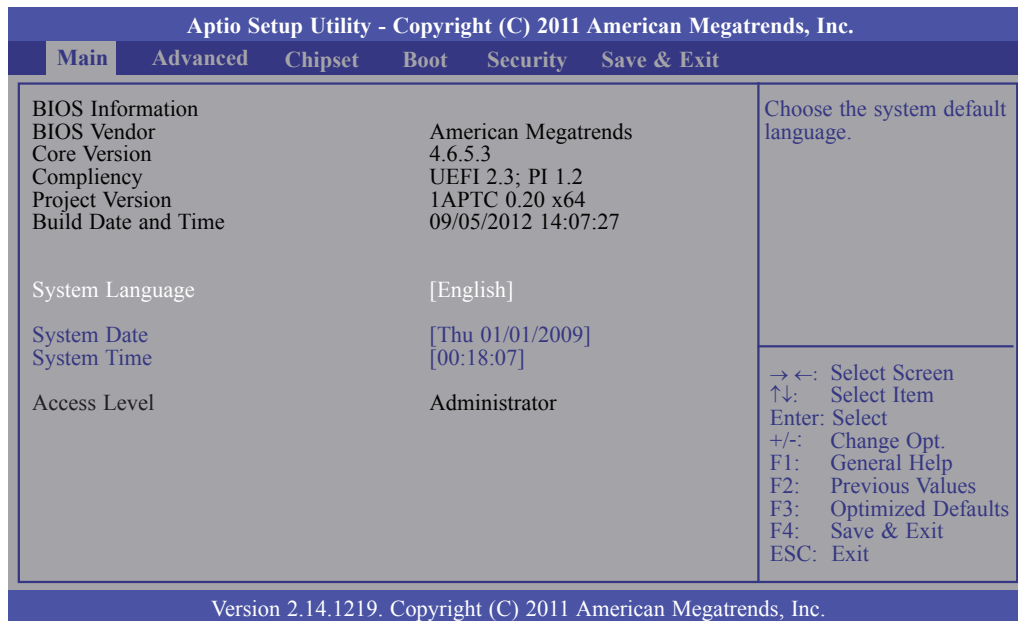 Aptio Setup Utility - Copyright (C) 2011 American Megatrends, Inc.
Main Advanced Chipset Boot Security Save & Exit
BIOS Information
BIOS Vendor American Megatrends
Core Version 4.6.5.3
Compliency UEFI 2.3; PI 1.2
Project Version 1APTC 0.20 x64
Build Date and Time 09/05/2012 14:07:27
System Language [English]
System Date [Thu 01/01/2009]
System Time [00:18:07]
Access Level Administrator
Choose the system default
language.
→ ←: Select Screen
↑↓: Select Item
Enter: Select
+/-: Change Opt.
F1: General Help
F2: Previous Values
F3: Optimized Defaults
F4: Save & Exit
ESC: Exit
Version 2.14.1219. Copyright (C) 2011 American Megatrends, Inc.